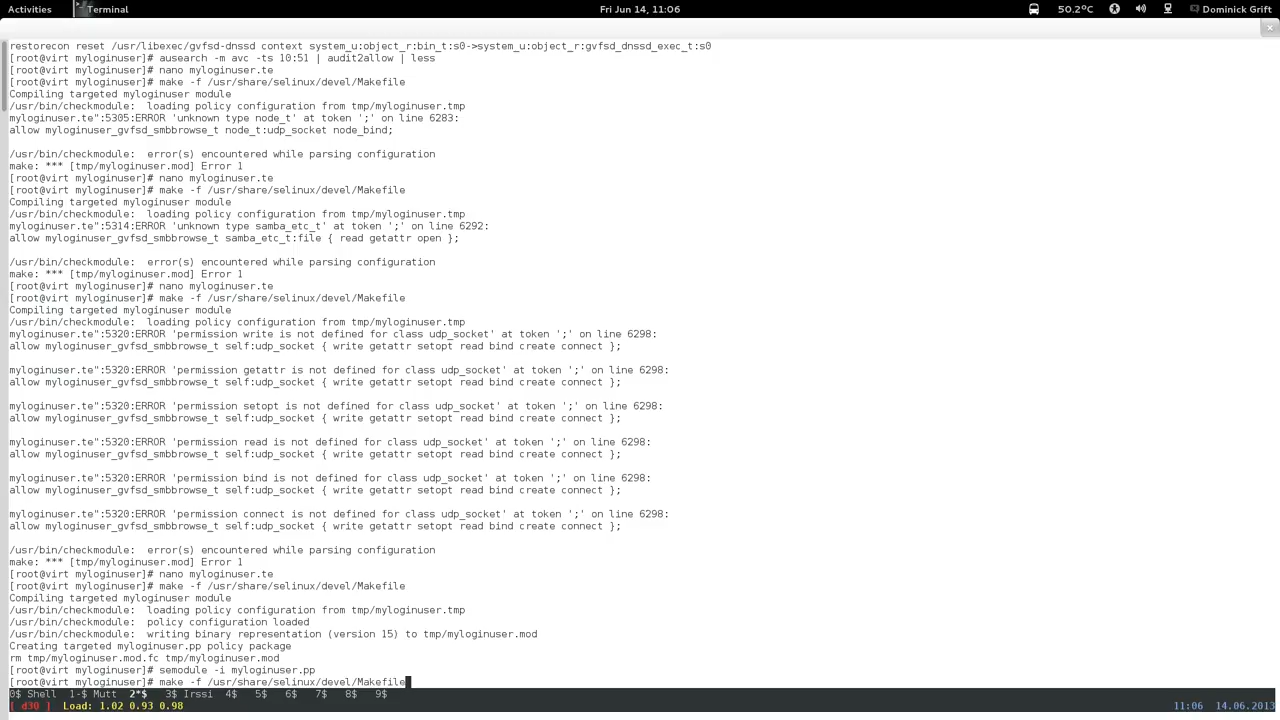 Activities Terminal Fri Jun 14, 11:06 50.2°C Dominick Grift
restorecon reset /usr/libexec/gvfsd-dnssd context system_u:object_r:bin_t:s0->system_u:object_r:gvfsd_dnssd_exec_t:s0
[root@virt myloginuser]# ausearch -m avc -ts 10:51 | audit2allow | less
[root@virt myloginuser]# nano myloginuser.te
[root@virt myloginuser]# make -f /usr/share/selinux/devel/Makefile
Compiling targeted myloginuser module
/usr/bin/checkmodule:  loading policy configuration from tmp/myloginuser.tmp
myloginuser.te":5305:ERROR 'unknown type node_t' at token ';' on line 6283:
allow myloginuser_gvfsd_smbbrowse_t node_t:udp_socket node_bind;
/usr/bin/checkmodule:  error(s) encountered while parsing configuration
make: *** [tmp/myloginuser.mod] Error 1
[root@virt myloginuser]# nano myloginuser.te
[root@virt myloginuser]# make -f /usr/share/selinux/devel/Makefile
Compiling targeted myloginuser module
/usr/bin/checkmodule:  loading policy configuration from tmp/myloginuser.tmp
myloginuser.te":5314:ERROR 'unknown type samba_etc_t' at token ';' on line 6292:
allow myloginuser_gvfsd_smbbrowse_t samba_etc_t:file { read getattr open };
/usr/bin/checkmodule:  error(s) encountered while parsing configuration
make: *** [tmp/myloginuser.mod] Error 1
[root@virt myloginuser]# nano myloginuser.te
[root@virt myloginuser]# make -f /usr/share/selinux/devel/Makefile
Compiling targeted myloginuser module
/usr/bin/checkmodule:  loading policy configuration from tmp/myloginuser.tmp
myloginuser.te":5320:ERROR 'permission write is not defined for class udp_socket' at token ';' on line 6298:
allow myloginuser_gvfsd_smbbrowse_t self:udp_socket { write getattr setopt read bind create connect };
myloginuser.te":5320:ERROR 'permission getattr is not defined for class udp_socket' at token ';' on line 6298:
allow myloginuser_gvfsd_smbbrowse_t self:udp_socket { write getattr setopt read bind create connect };
myloginuser.te":5320:ERROR 'permission setopt is not defined for class udp_socket' at token ';' on line 6298:
allow myloginuser_gvfsd_smbbrowse_t self:udp_socket { write getattr setopt read bind create connect };
myloginuser.te":5320:ERROR 'permission read is not defined for class udp_socket' at token ';' on line 6298:
allow myloginuser_gvfsd_smbbrowse_t self:udp_socket { write getattr setopt read bind create connect };
myloginuser.te":5320:ERROR 'permission bind is not defined for class udp_socket' at token ';' on line 6298:
allow myloginuser_gvfsd_smbbrowse_t self:udp_socket { write getattr setopt read bind create connect };
myloginuser.te":5320:ERROR 'permission connect is not defined for class udp_socket' at token ';' on line 6298:
allow myloginuser_gvfsd_smbbrowse_t self:udp_socket { write getattr setopt read bind create connect };
/usr/bin/checkmodule:  error(s) encountered while parsing configuration
make: *** [tmp/myloginuser.mod] Error 1
[root@virt myloginuser]# nano myloginuser.te
[root@virt myloginuser]# make -f /usr/share/selinux/devel/Makefile
Compiling targeted myloginuser module
/usr/bin/checkmodule:  loading policy configuration from tmp/myloginuser.tmp
/usr/bin/checkmodule:  policy configuration loaded
/usr/bin/checkmodule:  writing binary representation (version 15) to tmp/myloginuser.mod
Creating targeted myloginuser.pp policy package
rm tmp/myloginuser.mod.fc tmp/myloginuser.mod
[root@virt myloginuser]# semodule -i myloginuser.pp
[root@virt myloginuser]# make -f /usr/share/selinux/devel/Makefile
0$ Shell  1-$ Mutt  2*$  3$ Irssi  4$  5$  6$  7$  8$  9$
[ d30 ]  Load: 1.02 0.93 0.98 11:06  14.06.2013